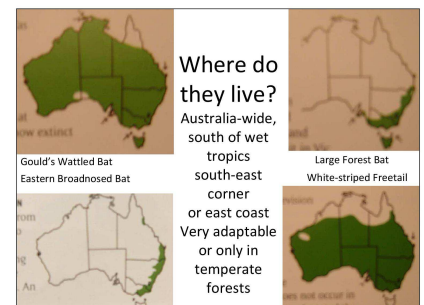 Where do
they live?
Australia-wide,
south of wet
tropics
south-east
corner
or east coast
Very adaptable
or only in
temperate
forests
now extinct
Gould's Wattled Bat
Eastern Broadnosed Bat
Large Forest Bat
White-striped Freetail
and
from
An
does not occur in